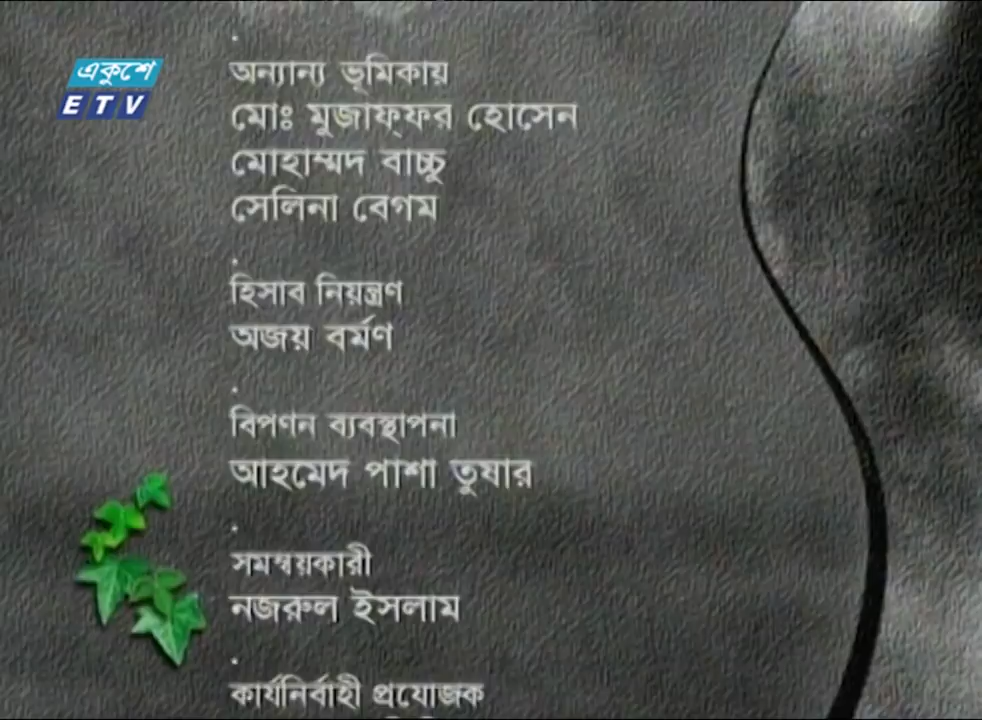 একুশে
ETV
অন্যান্য ভূমিকায়
মোঃ মুজাফ্ফর হোসেন
মোহাম্মদ বাচ্চু
সেলিনা বেগম
হিসাব নিয়ন্ত্রণ
অজয় বর্মণ
বিপণন ব্যবস্থাপনা
আহমেদ পাশা তুষার
সমন্বয়কারী
নজরুল ইসলাম
কার্যনির্বাহী প্রযোজক